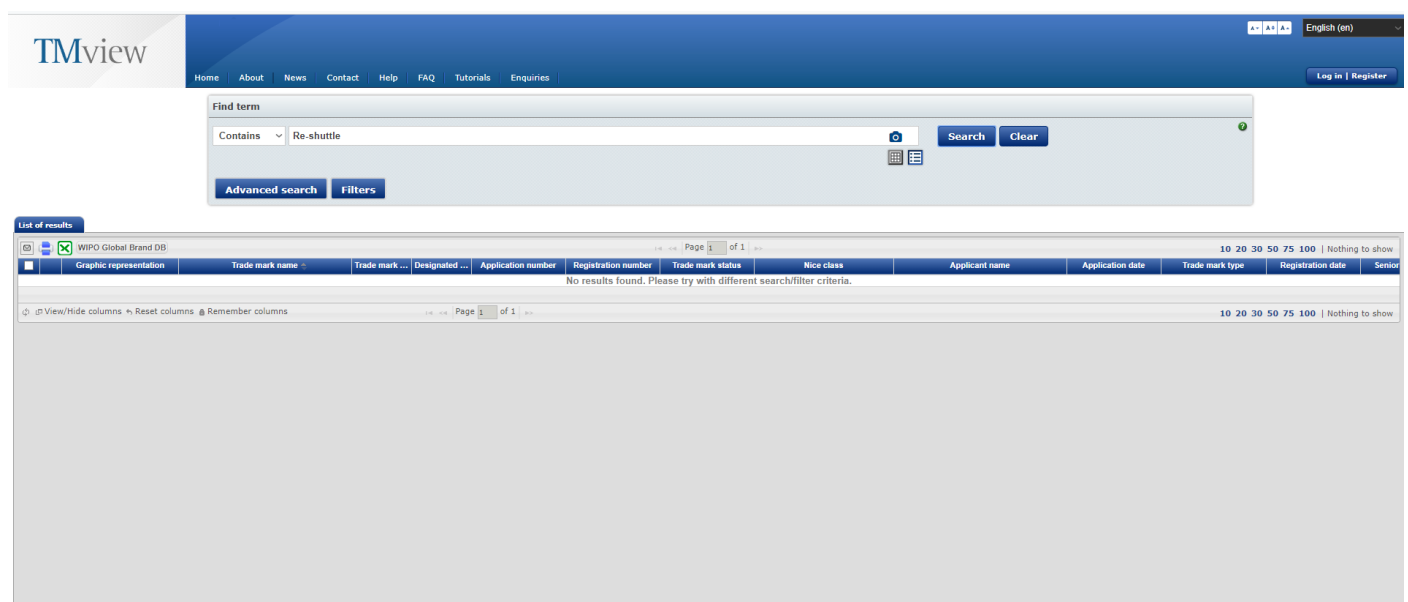 TMview
A- A± A+ English (en)
Home About News Contact Help FAQ Tutorials Enquiries
Log in | Register
Find term
Contains Re-shuttle Search Clear
Advanced search Filters
List of results
WIPO Global Brand DB Page 1 of 1 10 20 30 50 75 100 | Nothing to show
Graphic representation Trade mark name Trade mark ... Designated ... Application number Registration number Trade mark status Nice class Applicant name Application date Trade mark type Registration date Senior
No results found. Please try with different search/filter criteria.
View/Hide columns Reset columns Remember columns Page 1 of 1 10 20 30 50 75 100 | Nothing to show